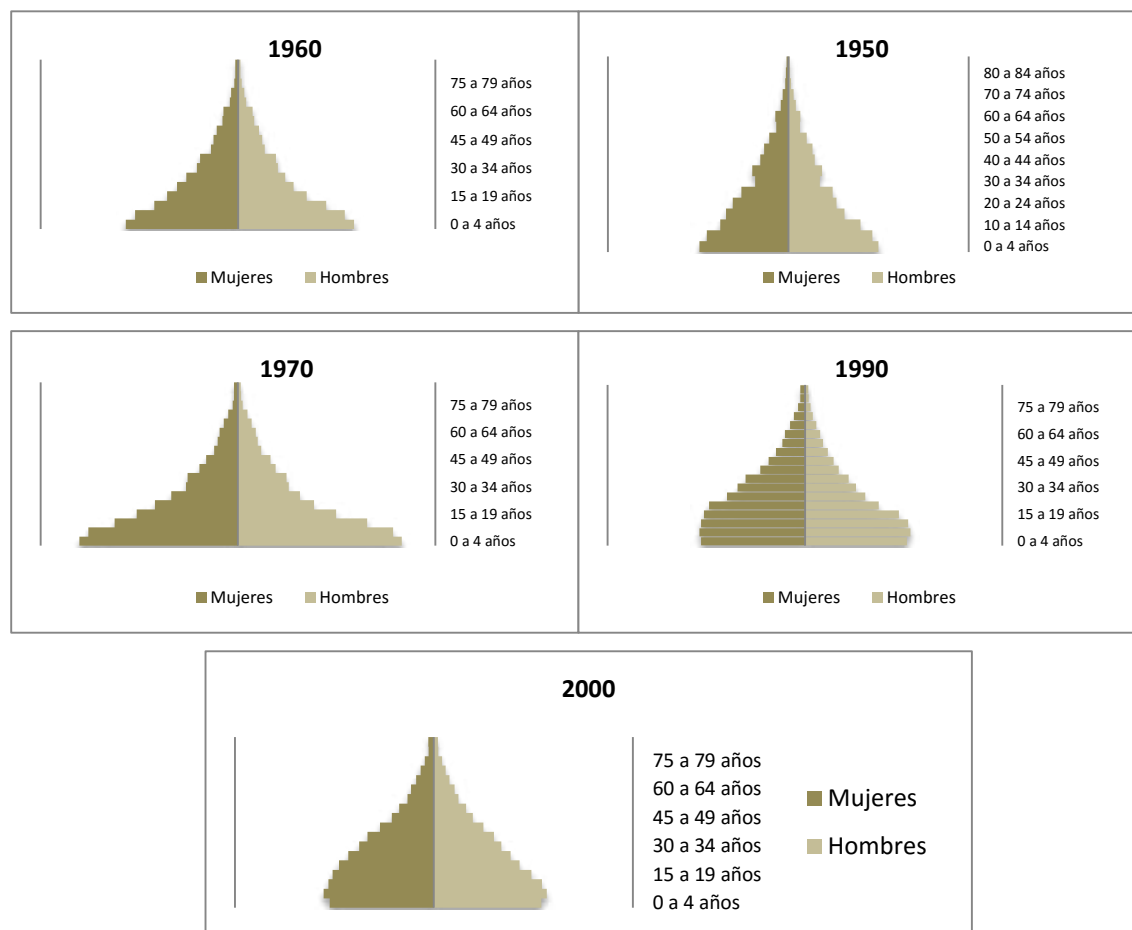 1960
75 a 79 años
60 a 64 años
45 a 49 años
30 a 34 años
15 a 19 años
0 a 4 años
Mujeres Hombres
1950
80 a 84 años
70 a 74 años
60 a 64 años
50 a 54 años
40 a 44 años
30 a 34 años
20 a 24 años
10 a 14 años
0 a 4 años
Mujeres Hombres
1970
75 a 79 años
60 a 64 años
45 a 49 años
30 a 34 años
15 a 19 años
0 a 4 años
Mujeres Hombres
1990
75 a 79 años
60 a 64 años
45 a 49 años
30 a 34 años
15 a 19 años
0 a 4 años
Mujeres Hombres
2000
75 a 79 años
60 a 64 años
45 a 49 años
30 a 34 años
15 a 19 años
0 a 4 años
Mujeres
Hombres